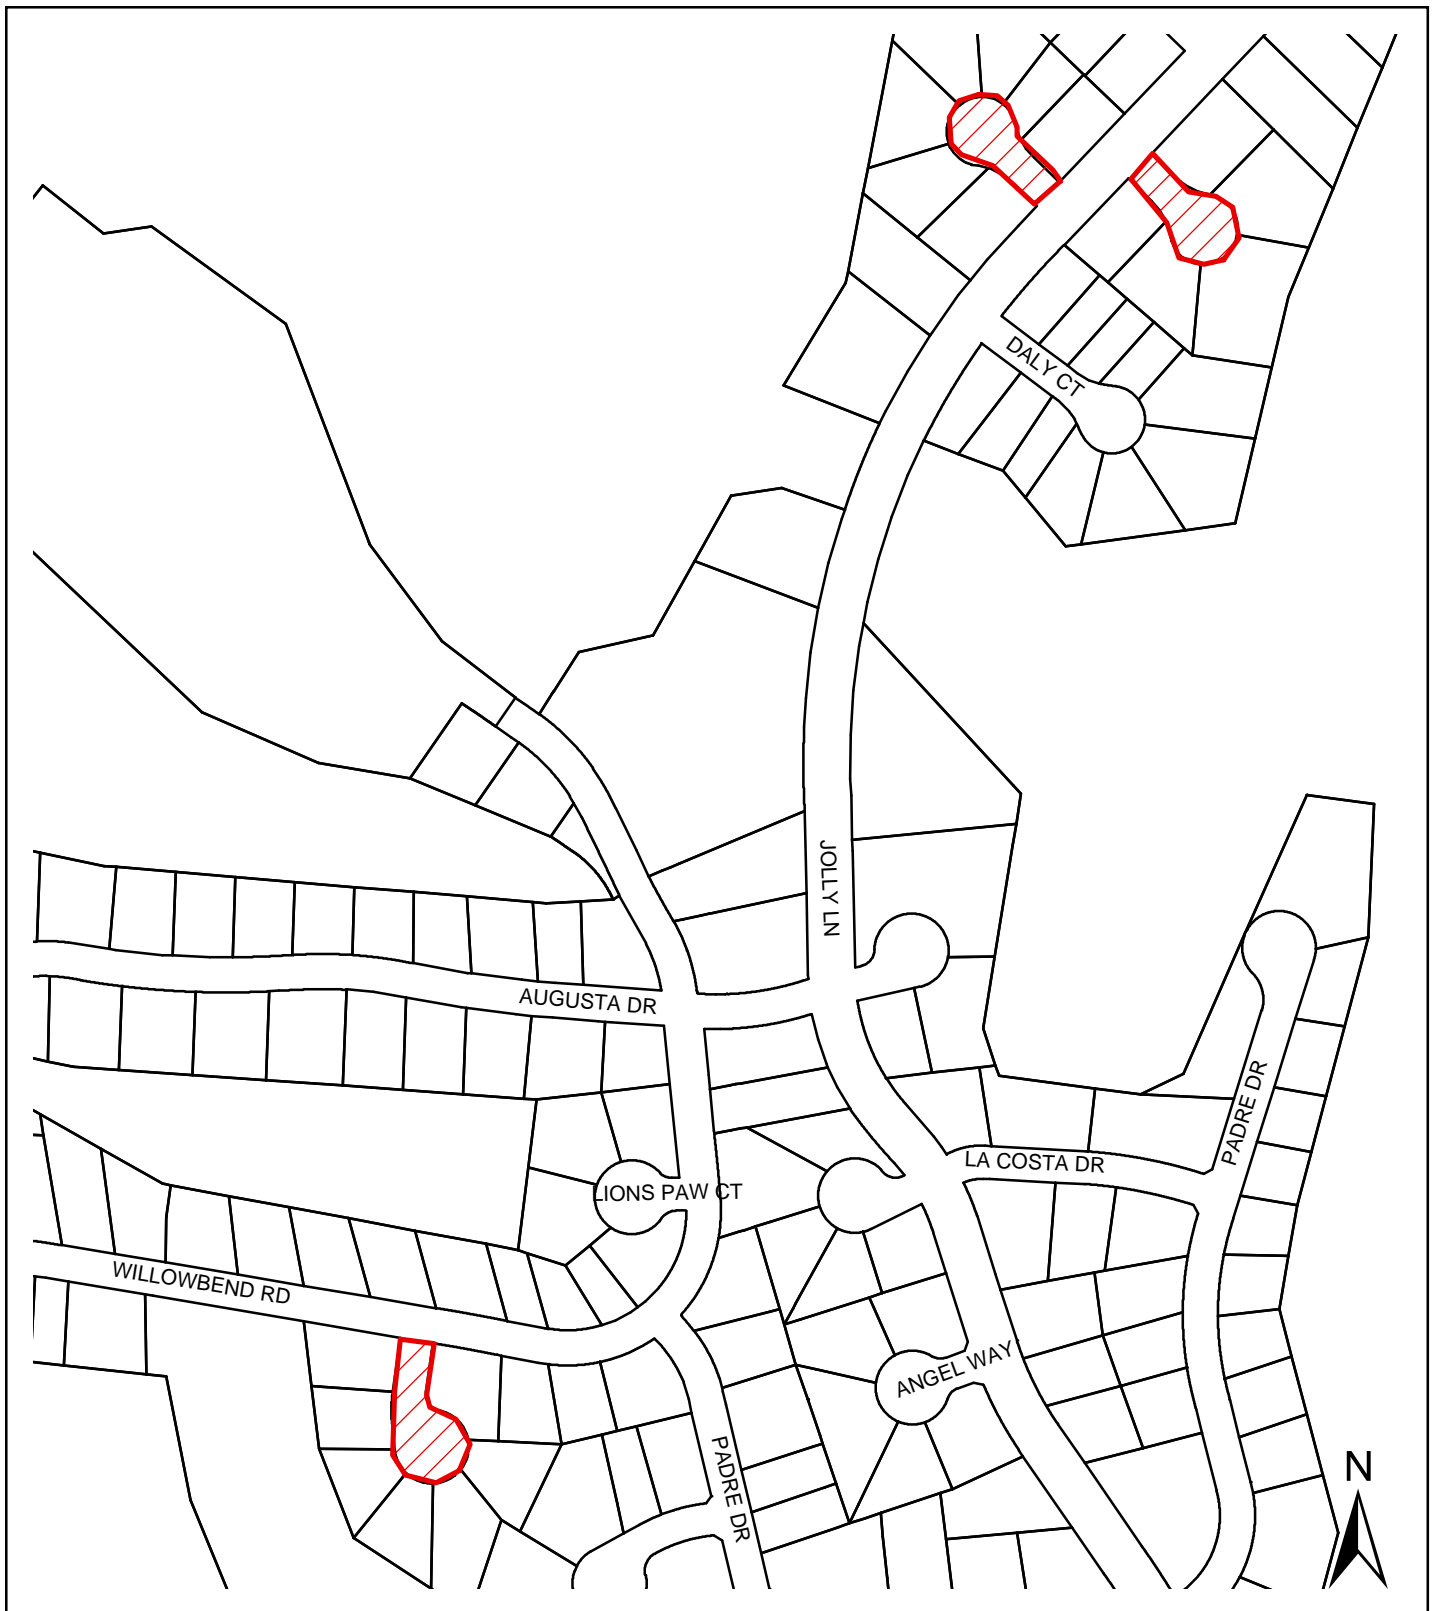 DALY CT
JOLLY LN
AUGUSTA DR
PADRE DR
LA COSTA DR
LIONS PAW CT
WILLOWBEND RD
ANGEL WAY
PADRE DR
N